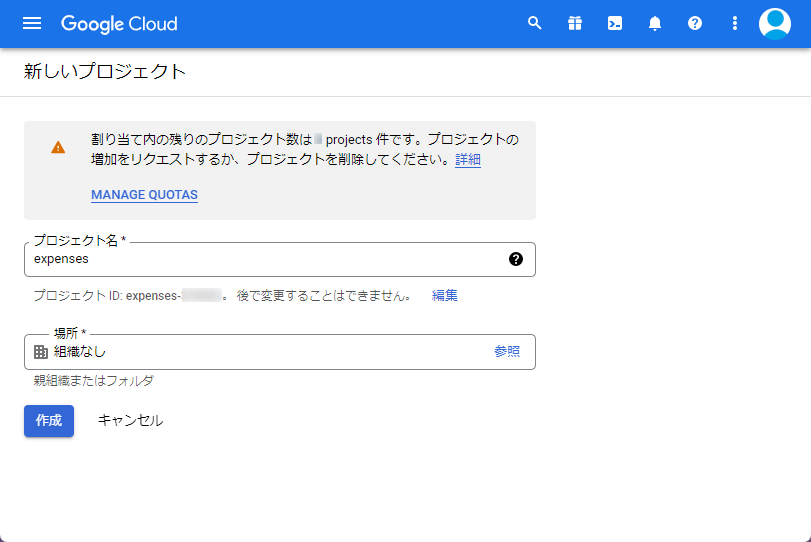 Google Cloud
新しいプロジェクト
割り当て内の残りのプロジェクト数は projects 件です。プロジェクトの
増加をリクエストするか、プロジェクトを削除してください。詳細
MANAGE QUOTAS
プロジェクト名 *
expenses
プロジェクト ID: expenses- 。後で変更することはできません。 編集
場所 *
組織なし 参照
親組織またはフォルダ
作成 キャンセル